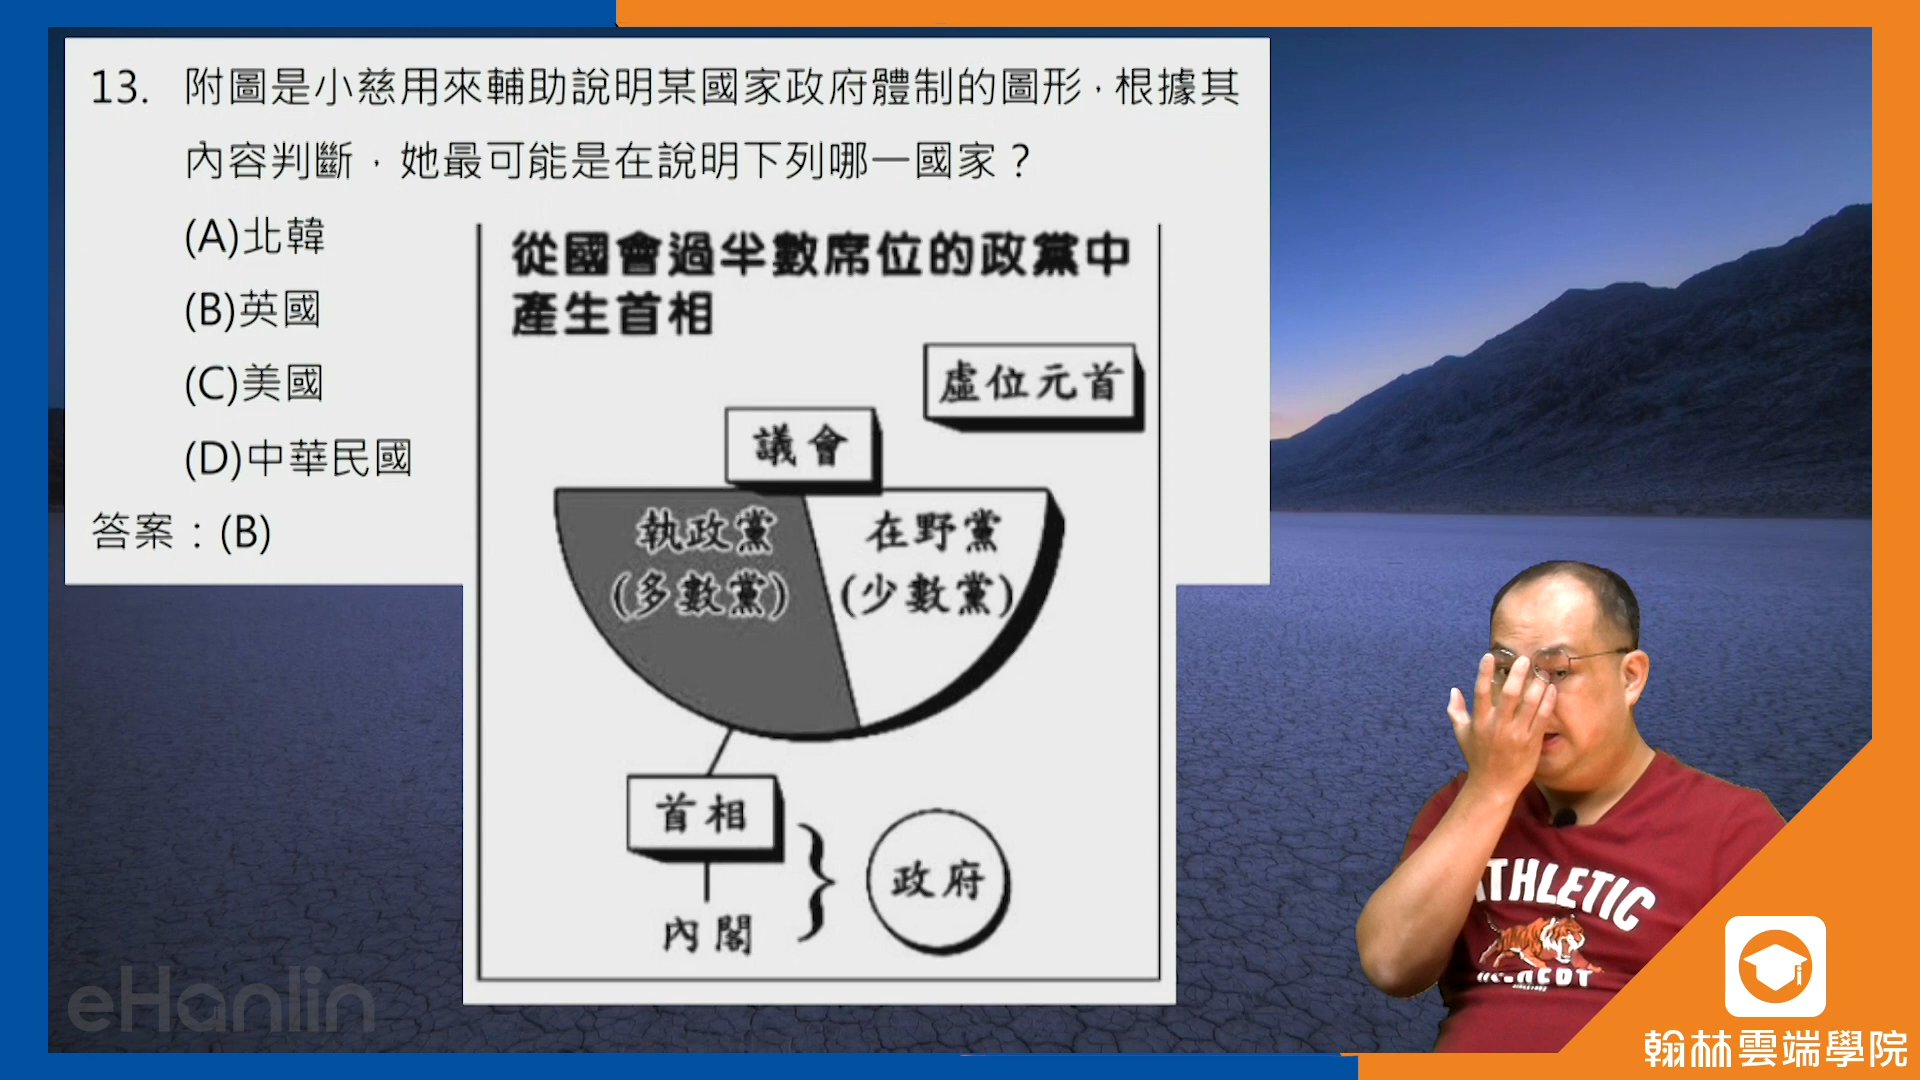 13. 附圖是小慈用來輔助說明某國家政府體制的圖形，根據其
內容判斷，她最可能是在說明下列哪一國家？
(A)北韓
(B)英國
(C)美國
(D)中華民國
答案：(B)
從國會過半數席位的政黨中
產生首相
虛位元首
議會
執政黨
(多數黨)
在野黨
(少數黨)
首相
內閣
政府
ATHLETIC
eHanlin
翰林雲端學院